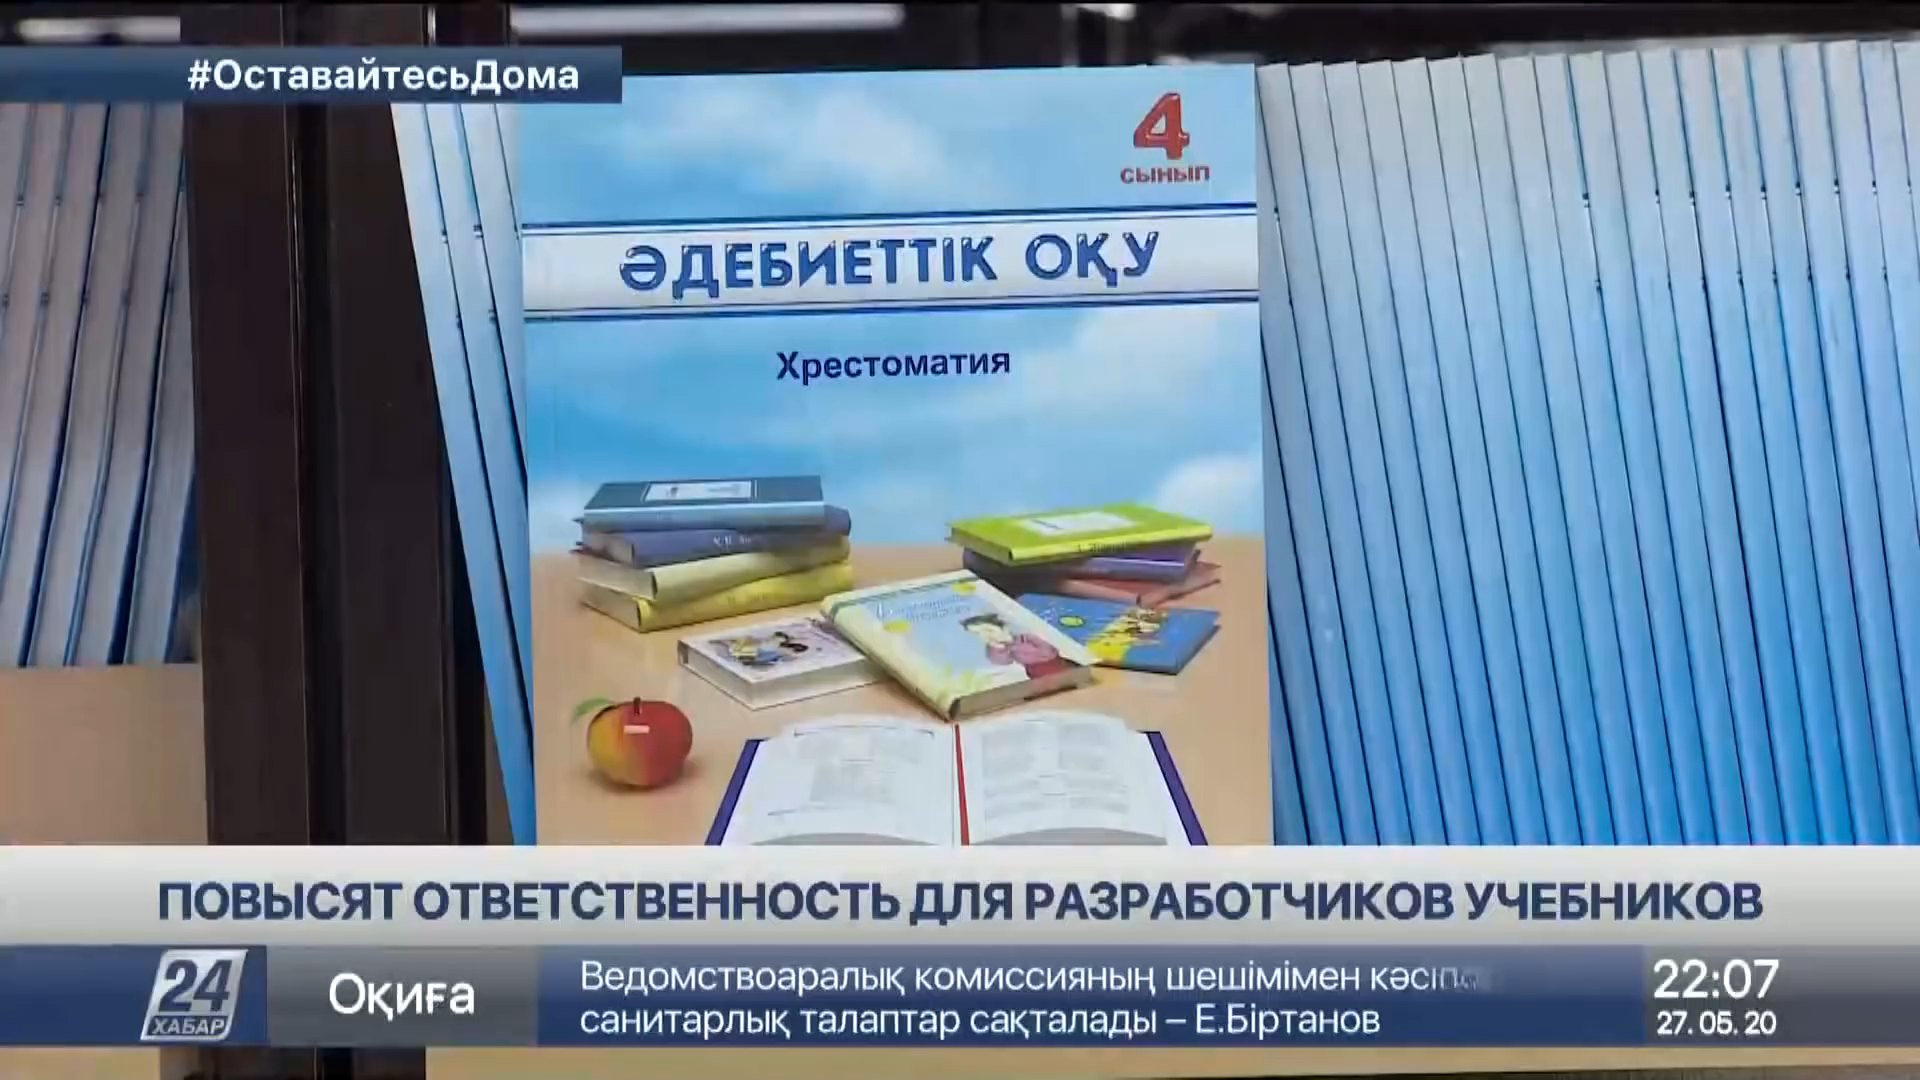 #ОставайтесьДома
4
СЫНЫП
ӘДЕБИЕТТІК ОҚУ
Хрестоматия
ПОВЫСЯТ ОТВЕТСТВЕННОСТЬ ДЛЯ РАЗРАБОТЧИКОВ УЧЕБНИКОВ
24
ХАБАР
Оқиға
Ведомствоаралық комиссияның шешімімен
санитарлық талаптар сақталады – Е.Біртанов
22:07
27. 05. 20